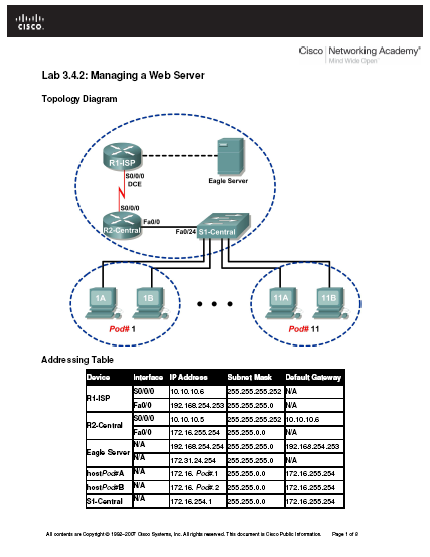 CISCO.
Cisco | Networking Academy®
Mind Wide Open™
Lab 3.4.2: Managing a Web Server
Topology Diagram
R1-ISP
S0/0/0
DCE
Eagle Server
S0/0/0
Fa0/0
R2-Central
Fa0/24
S1-Central
1A
1B
11A
11B
Pod# 1
Pod# 11
Addressing Table
Device Interface IP Address Subnet Mask Default Gateway
R1-ISP S0/0/0 10.10.10.6 255.255.255.252 N/A
Fa0/0 192.168.254.253 255.255.255.0 N/A
R2-Central S0/0/0 10.10.10.5 255.255.255.252 10.10.10.6
Fa0/0 172.16.255.254 255.255.0.0 N/A
Eagle Server N/A 192.168.254.254 255.255.255.0 192.168.254.253
N/A 172.31.24.254 255.255.255.0 N/A
hostPod#A N/A 172.16. Pod#.1 255.255.0.0 172.16.255.254
hostPod#B N/A 172.16. Pod#.2 255.255.0.0 172.16.255.254
S1-Central N/A 172.16.254.1 255.255.0.0 172.16.255.254
All contents are Copyright © 1992–2007 Cisco Systems, Inc. All rights reserved. This document is Cisco Public Information. Page 1 of 8